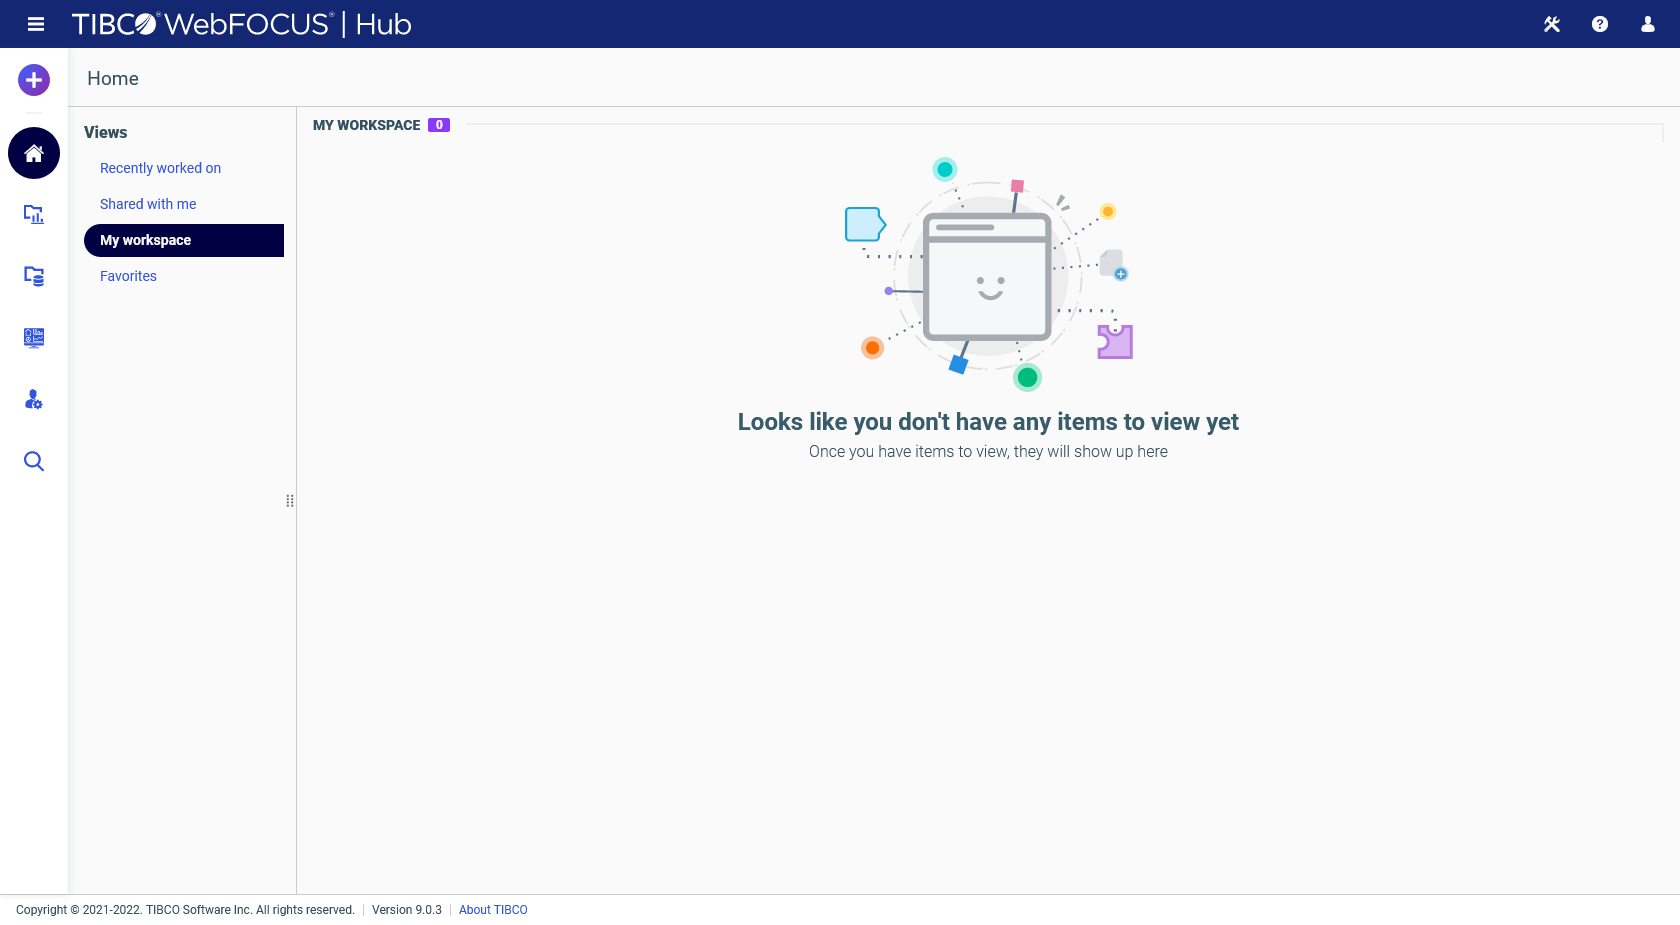 TIBCO® WebFOCUS® | Hub
Home
Views
Recently worked on
Shared with me
My workspace
Favorites
MY WORKSPACE 0
Looks like you don't have any items to view yet
Once you have items to view, they will show up here
Copyright © 2021-2022. TIBCO Software Inc. All rights reserved. Version 9.0.3 About TIBCO